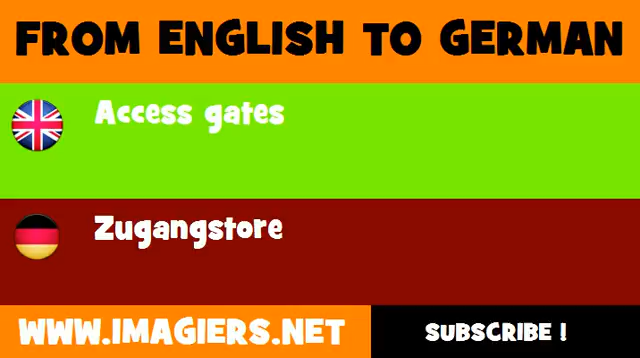 FROM ENGLISH TO GERMAN
Access gates
Zugangstore
WWW.IMAGIERS.NET
SUBSCRIBE !